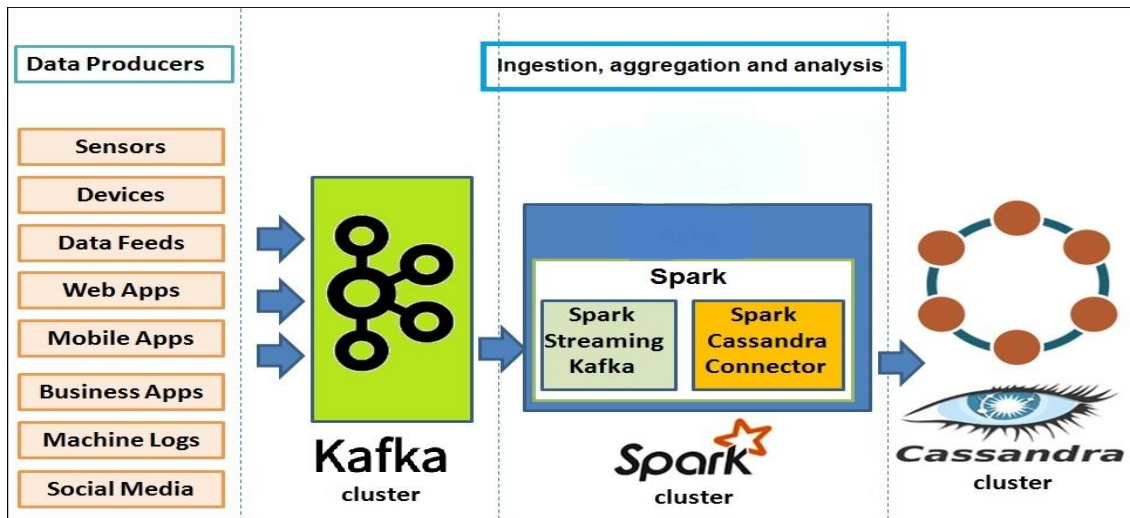 Data Producers
Ingestion, aggregation and analysis
Sensors
Devices
Data Feeds
Web Apps
Mobile Apps
Business Apps
Machine Logs
Social Media
Kafka
cluster
Spark
Spark
Streaming
Kafka
Spark
Cassandra
Connector
Spark
cluster
Cassandra
cluster